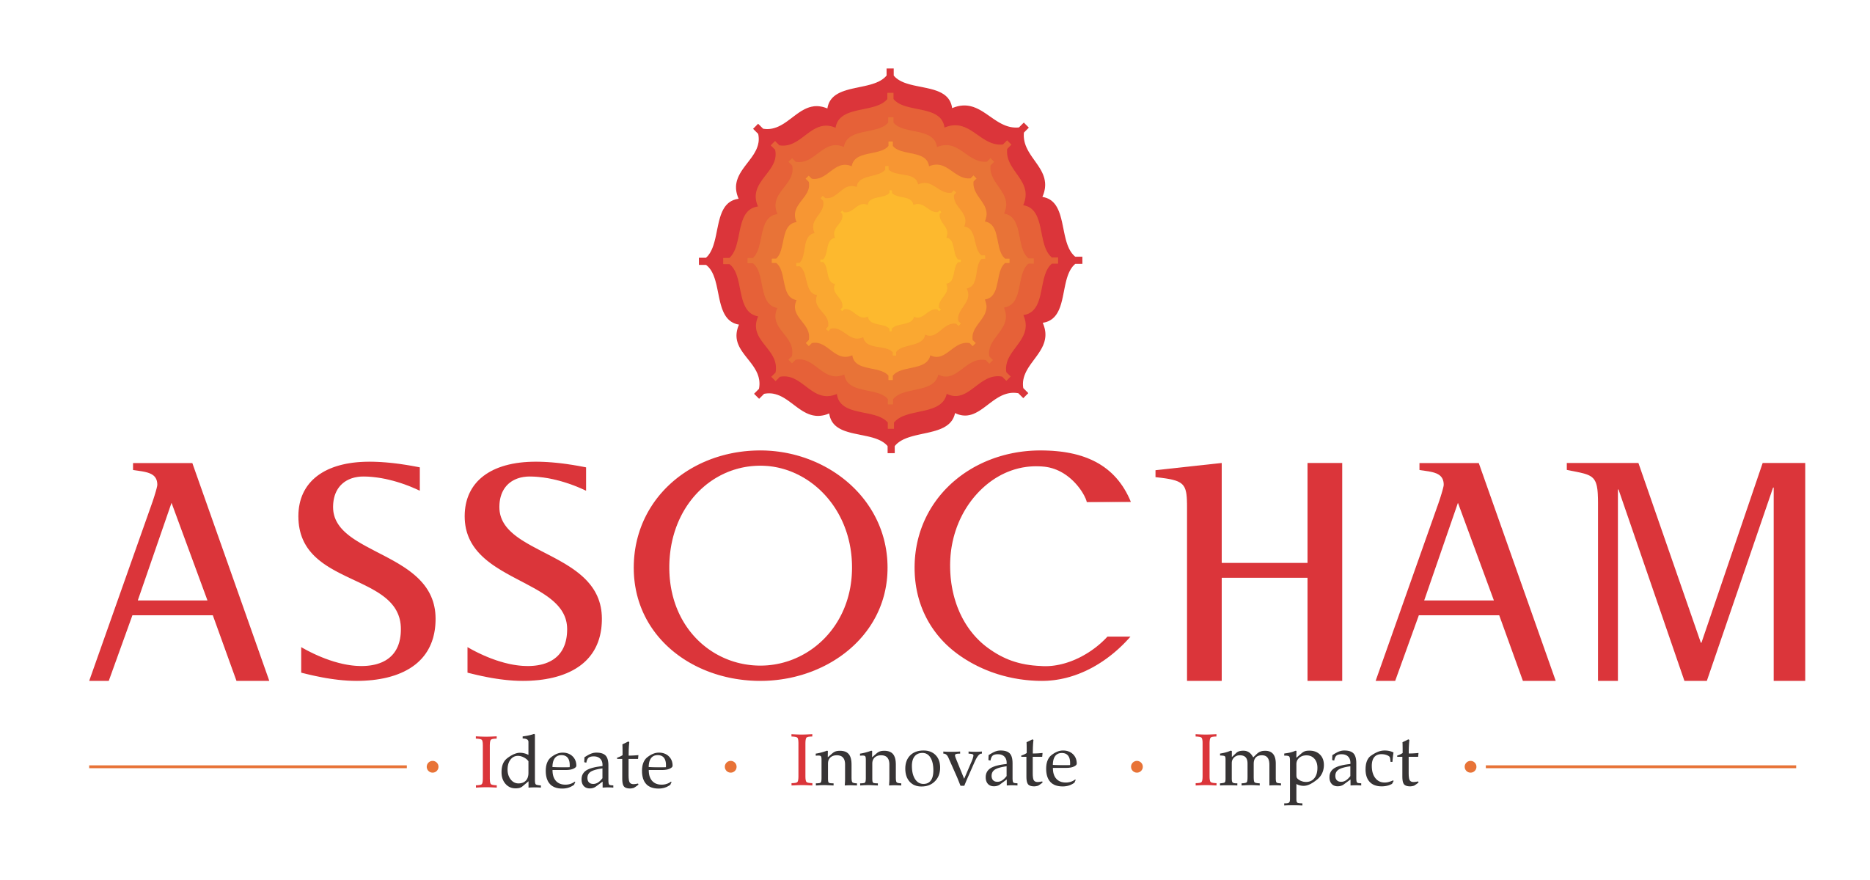 ASSOCHAM
Ideate • Innovate • Impact